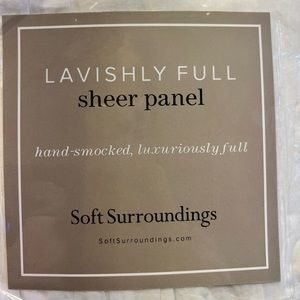 LAVISHLY FULL
sheer panel
hand-smocked, luxuriously full
Soft Surroundings
SoftSurroundings.com